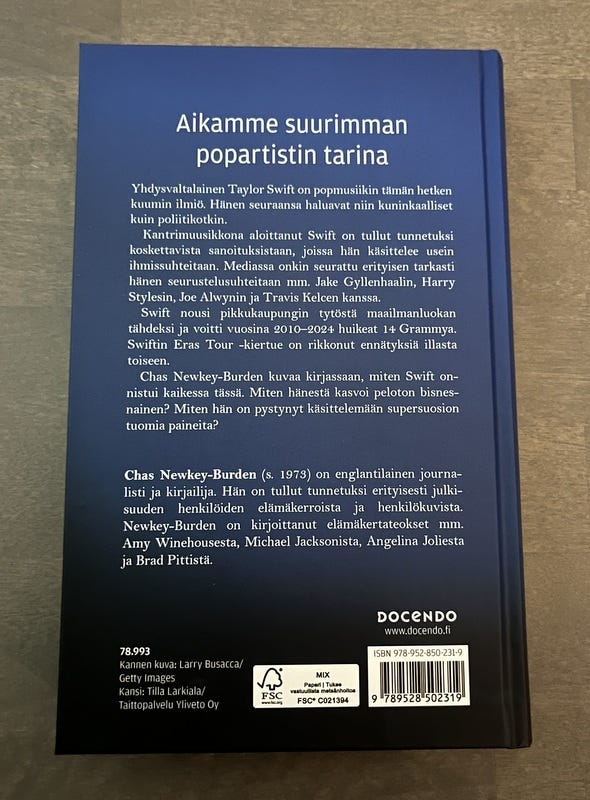 Aikamme suurimman
popartistin tarina
Yhdysvaltalainen Taylor Swift on popmusiikin tämän hetken
kuumin ilmiö. Hänen seuraansa haluavat niin kuninkaalliset
kuin poliitikotkin.
Kantrimuusikkona aloittanut Swift on tullut tunnetuksi
koskettavista sanoituksistaan, joissa hän käsittelee usein
ihmissuhteitaan. Mediassa onkin seurattu erityisen tarkasti
hänen seurustelusuhteitaan mm. Jake Gyllenhaalin, Harry
Stylesin, Joe Alwynin ja Travis Kelcen kanssa.
Swift nousi pikkukaupungin tytöstä maailmanluokan
tähdeksi ja voitti vuosina 2010–2024 huikeat 14 Grammya.
Swiftin Eras Tour -kiertue on rikkonut ennätyksiä illasta
toiseen.
Chas Newkey-Burden kuvaa kirjassaan, miten Swift on-
nistui kaikessa tässä. Miten hänestä kasvoi peloton bisnes-
nainen? Miten hän on pystynyt käsittelemään supersuosion
tuomia paineita?
Chas Newkey-Burden (s. 1973) on englantilainen journa-
listi ja kirjailija. Hän on tullut tunnetuksi erityisesti julki-
suuden henkilöiden elämäkerroista ja henkilökuvista.
Newkey-Burden on kirjoittanut elämäkertateokset mm.
Amy Winehousesta, Michael Jacksonista, Angelina Joliesta
ja Brad Pittistä.
DOCENDO
www.docendo.fi
78.993
Kannen kuva: Larry Busacca/
Getty Images
Kansi: Tilla Larkiala/
Taittopalvelu Yliveto Oy
FSC
www.fsc.org
MIX
Paperi | Tukee
vastuullista metsänhoitoa
FSC® C021394
ISBN 978-952-850-231-9
9 789528 502319